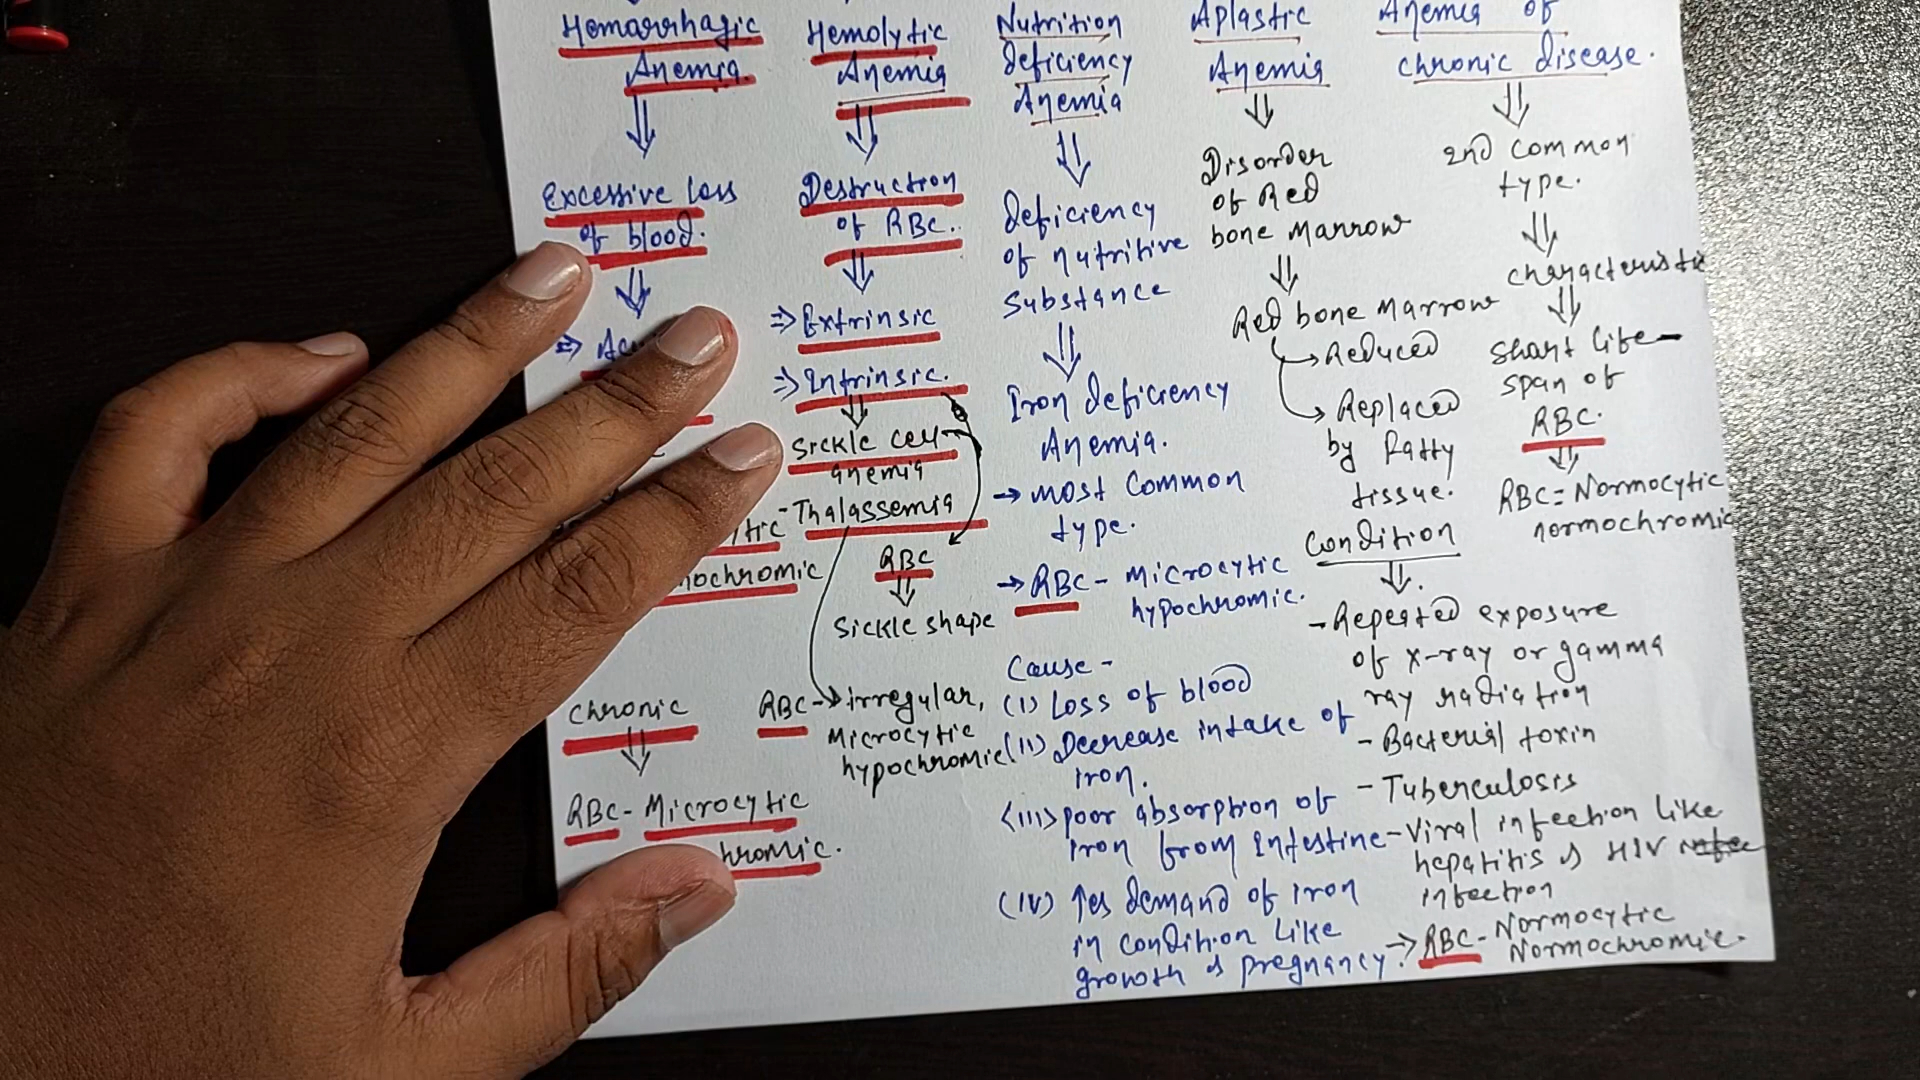 Hemorrhagic
Anemia
Excessive loss
of blood.
⇒ Ac
chronic
RBC - Microcytic
chromic.
Hemolytic
Anemia
Destruction
of RBC.
⇒ Extrinsic
⇒ Intrinsic.
Sickle cell
anemia
- Thalassemia
RBC
Sickle shape
RBC → irregular,
Microcytic
hypochromic
Nutrition
deficiency
Anemia
deficiency
of nutritive
Substance
Iron deficiency
Anemia.
→ most common
type.
→ RBC - Microcytic
hypochromic.
Cause -
(I) Loss of blood
(II) Decrease intake of
iron.
(III) poor absorption of
iron from Intestine
(IV) ↑es demand of iron
in condition like
growth & pregnancy.
Aplastic
Anemia
Disorder
of Red
bone Marrow
Red bone Marrow
→ Reduced
→ Replaced
by Fatty
tissue.
Condition
- Repeated exposure
of x-ray or gamma
ray radiation
- Bacterial toxin
- Tuberculosis
- Viral infection like
hepatitis & HIV
infection
→ RBC - Normocytic
Normochromic.
Anemia of
chronic disease.
2nd common
type.
characteristic
Short life-
span of
RBC.
RBC = Normocytic
normochromic